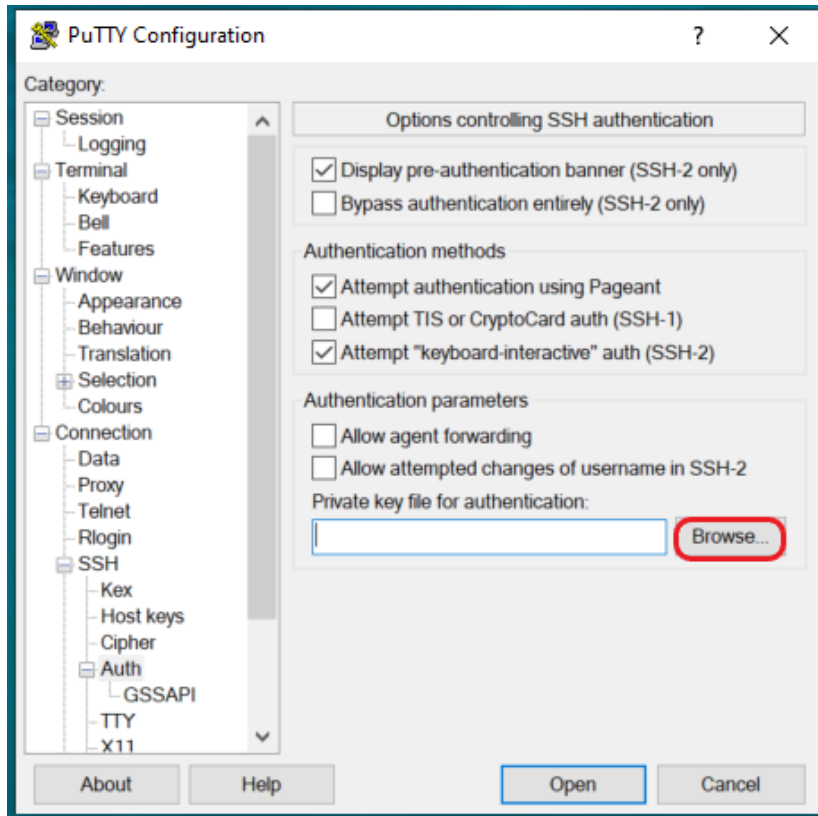 PuTTY Configuration
?
Category:
Session
Logging
Terminal
Keyboard
Bell
Features
Window
Appearance
Behaviour
Translation
Selection
Colours
Connection
Data
Proxy
Telnet
Rlogin
SSH
Kex
Host keys
Cipher
Auth
GSSAPI
TTY
X11
Options controlling SSH authentication
Display pre-authentication banner (SSH-2 only)
Bypass authentication entirely (SSH-2 only)
Authentication methods
Attempt authentication using Pageant
Attempt TIS or CryptoCard auth (SSH-1)
Attempt "keyboard-interactive" auth (SSH-2)
Authentication parameters
Allow agent forwarding
Allow attempted changes of username in SSH-2
Private key file for authentication:
Browse...
About
Help
Open
Cancel